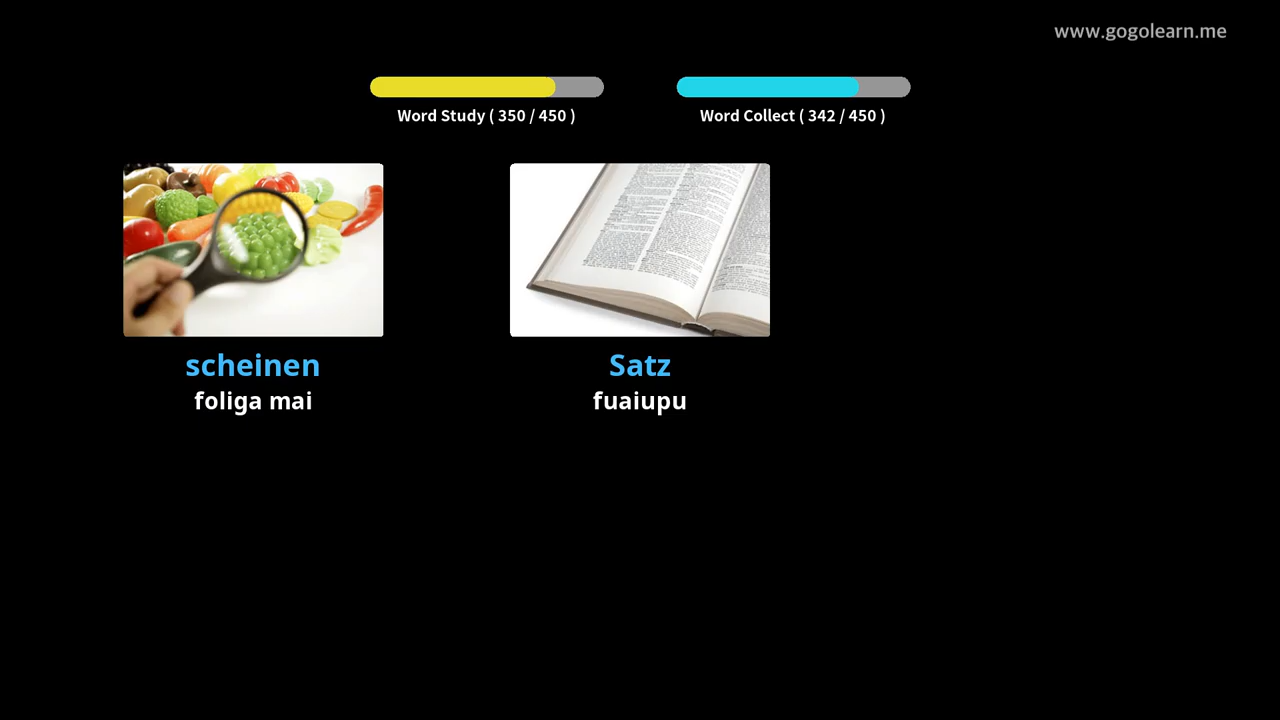 www.gogolearn.me
Word Study ( 350 / 450 )
Word Collect ( 342 / 450 )
scheinen
foliga mai
Satz
fuaiupu